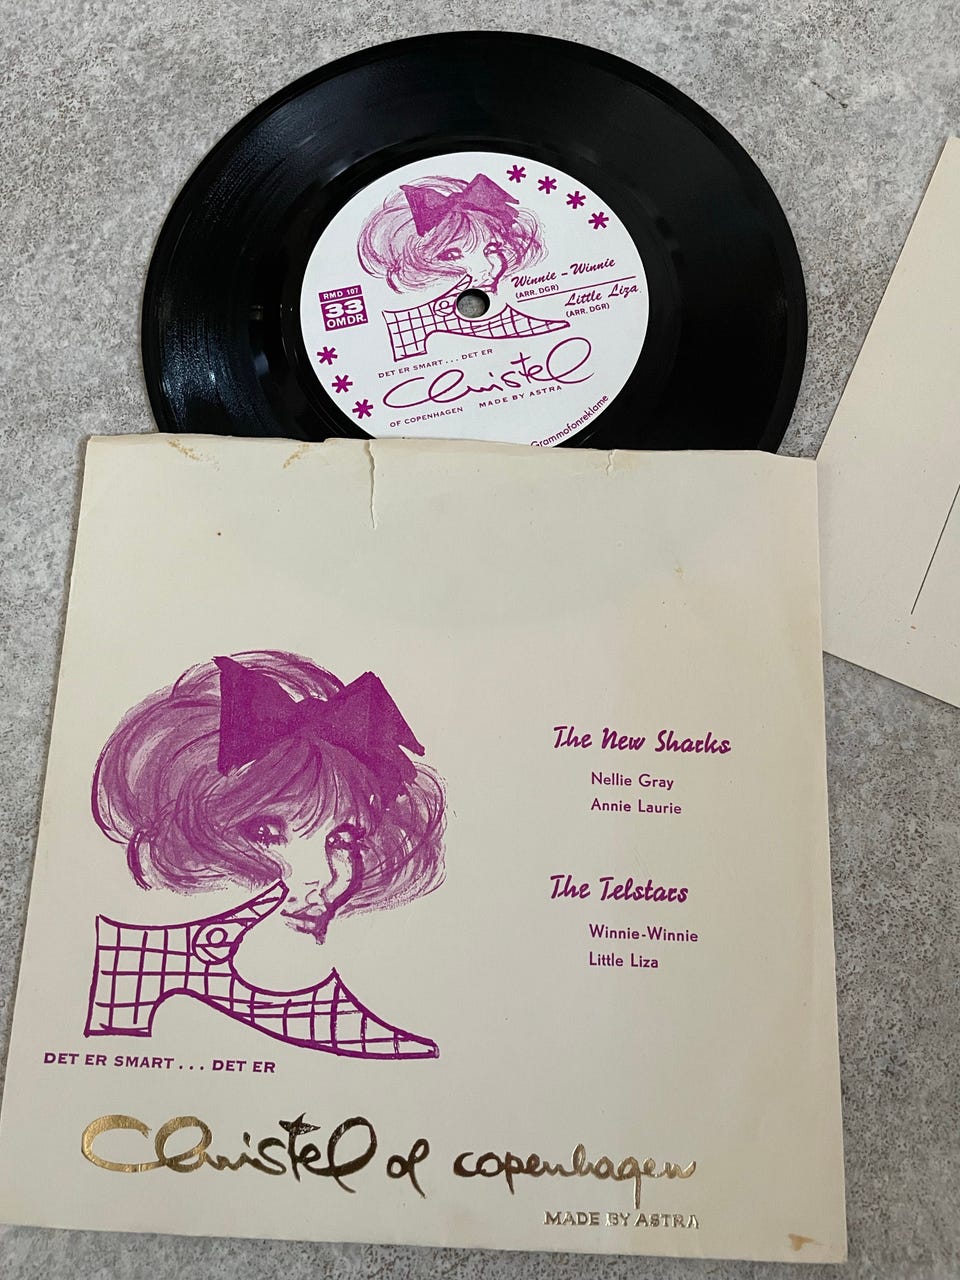 Winnie - Winnie
(ARR. DGR)
Little Liza
(ARR. DGR)
RMD 107
33
OMDR.
DET ER SMART . . . DET ER
Christel
OF COPENHAGEN MADE BY ASTRA
Grammofonreklame
The New Sharks
Nellie Gray
Annie Laurie
The Telstars
Winnie-Winnie
Little Liza
DET ER SMART . . . DET ER
Christel of copenhagen
MADE BY ASTRA